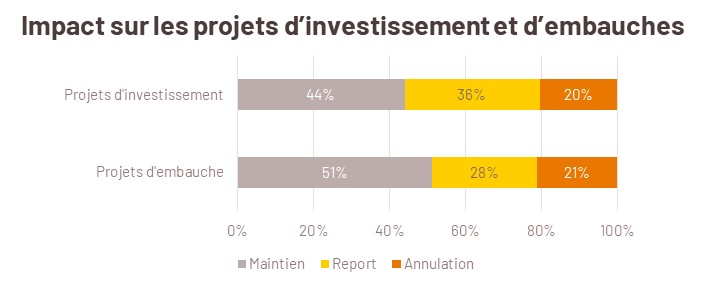 Impact sur les projets d’investissement et d’embauches
Projets d'investissement
44%
36%
20%
Projets d'embauche
51%
28%
21%
0%
20%
40%
60%
80%
100%
Maintien
Report
Annulation